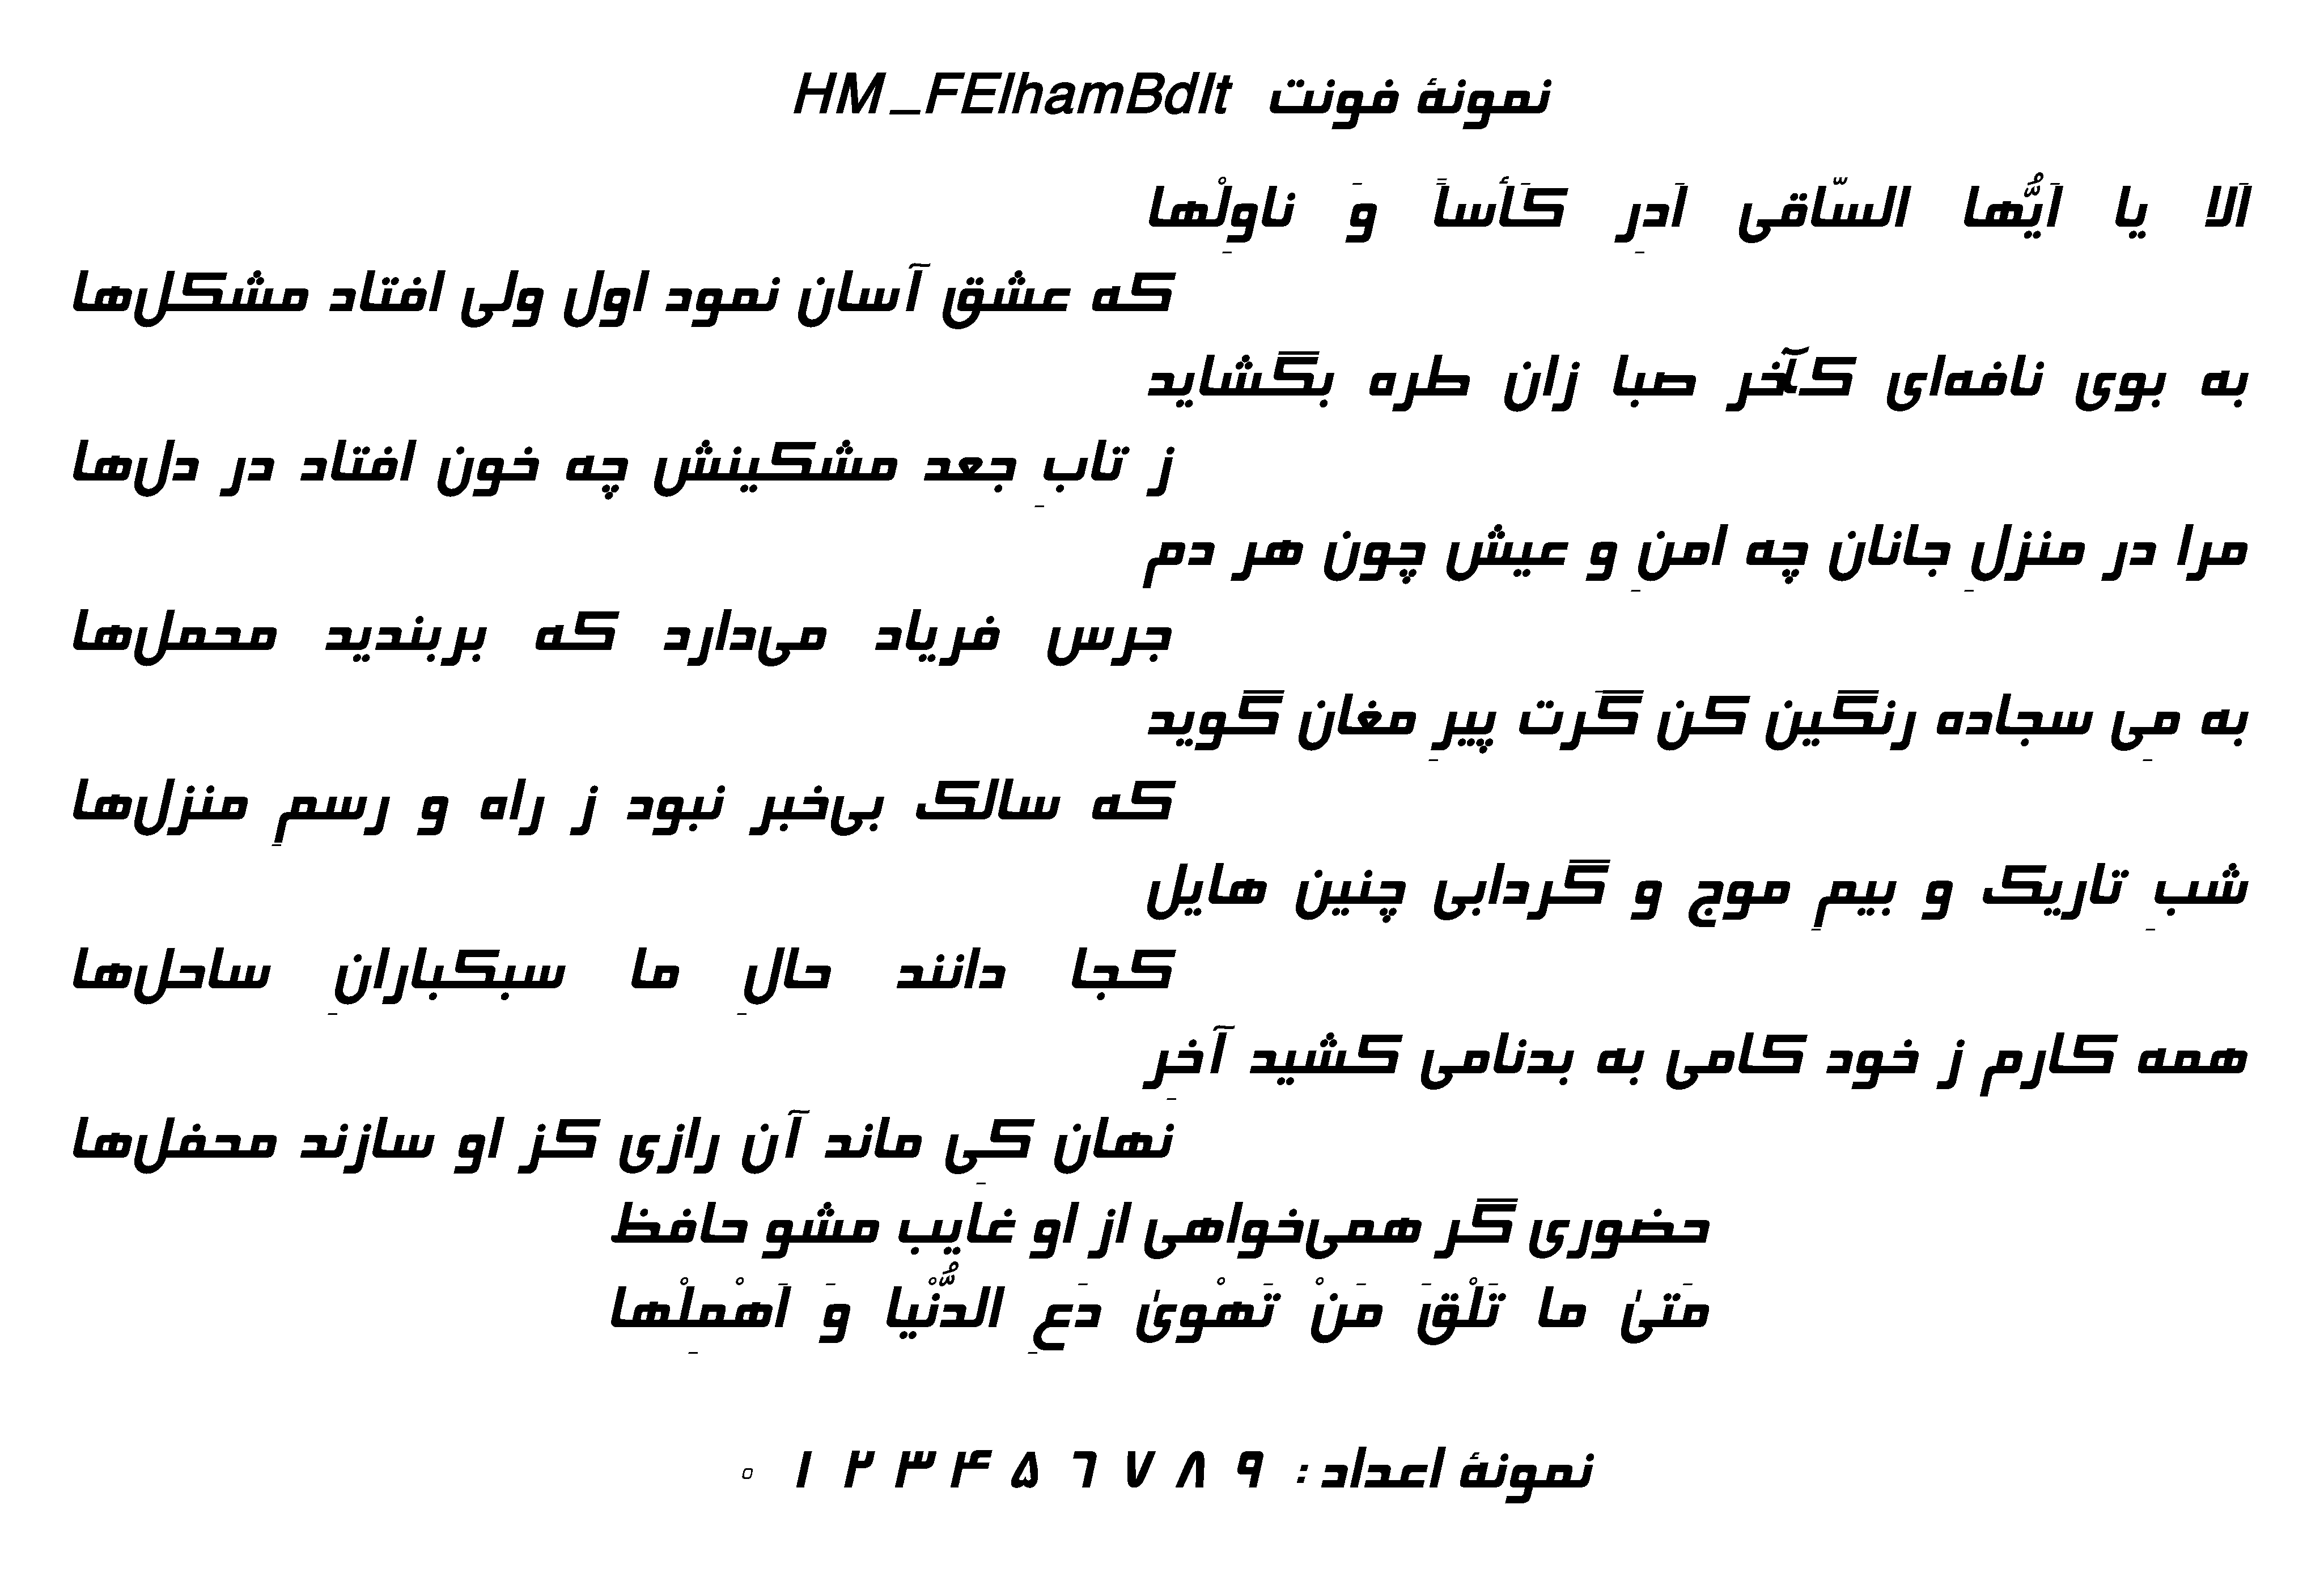 نمونهٔ فونت HM_FElhamBdIt
اَلا یا اَیُّها السّاقی اَدرِ کَأساً وَ ناوِلْها
که عشق آسان نمود اول ولی افتاد مشکل‌ها
به بوی نافه‌ای کآخر صبا زان طره بگشاید
ز تابِ جعد مشکینش چه خون افتاد در دل‌ها
مرا در منزلِ جانان چه امنِ و عیش چون هر دم
جرس فریاد می‌دارد که بربندید محمل‌ها
به مِی سجاده رنگین کن گَرت پیرِ مغان گوید
که سالک بی‌خبر نبود ز راه و رسمِ منزل‌ها
شبِ تاریک و بیمِ موج و گردابی چنین هایل
کجا دانند حالِ ما سبکبارانِ ساحل‌ها
همه کارم ز خود کامی به بدنامی کشید آخِر
نهان کِی ماند آن رازی کز او سازند محفل‌ها
حضوری گر همی‌خواهی از او غایب مشو حافظ
مَتیٰ ما تَلْقَ مَنْ تَهْویٰ دَعِ الدُّنْیا وَ اَهْمِلْها
نمونهٔ اعداد: ۹ ۸ ۷ ۶ ۵ ۴ ۳ ۲ ۱ ۰